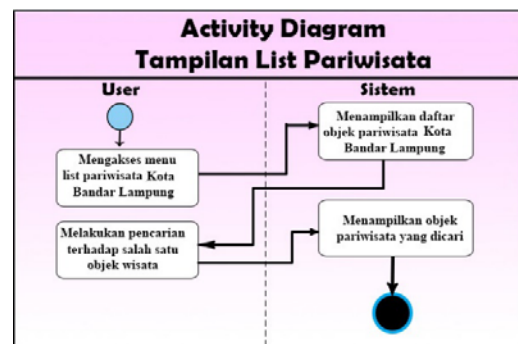 Activity Diagram
Tampilan List Pariwisata
User
Sistem
Mengakses menu
list pariwisata Kota
Bandar Lampung
Menampilkan daftar
objek pariwisata Kota
Bandar Lampung
Melakukan pencarian
terhadap salah satu
objek wisata
Menampilkan objek
pariwisata yang dicari